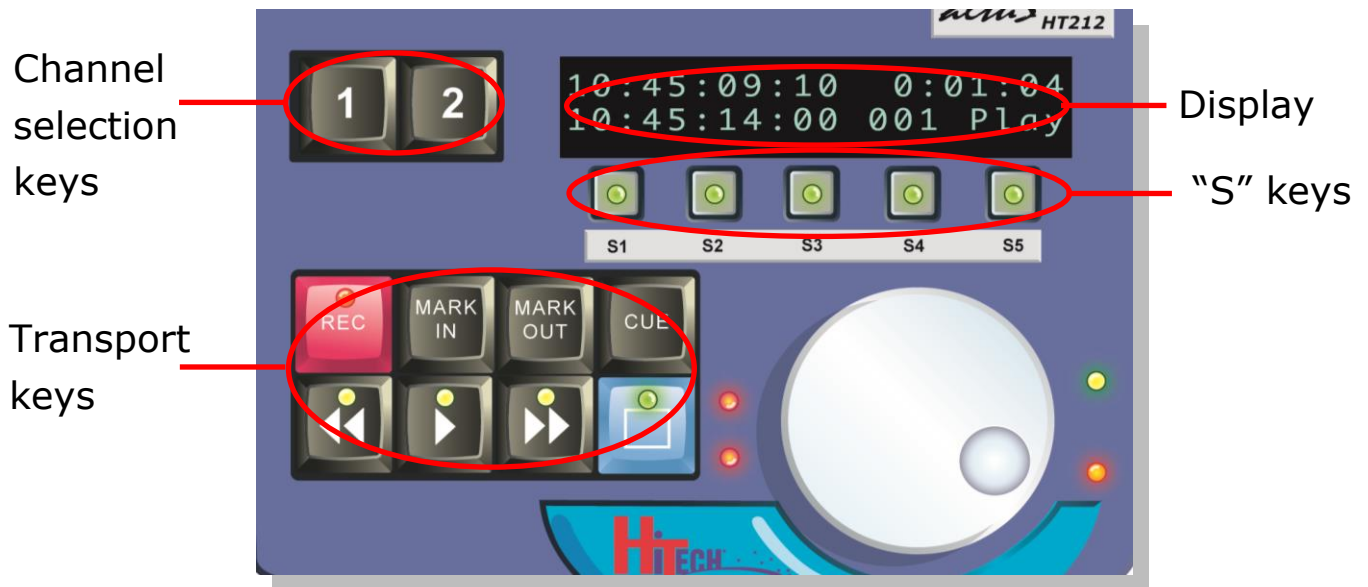 HT212
Channel
selection
keys
1 2
10:45:09:10 0:01:04
10:45:14:00 001 Play
Display
"S" keys
S1 S2 S3 S4 S5
Transport
keys
REC
MARK
IN
MARK
OUT
CUE
HiTECH